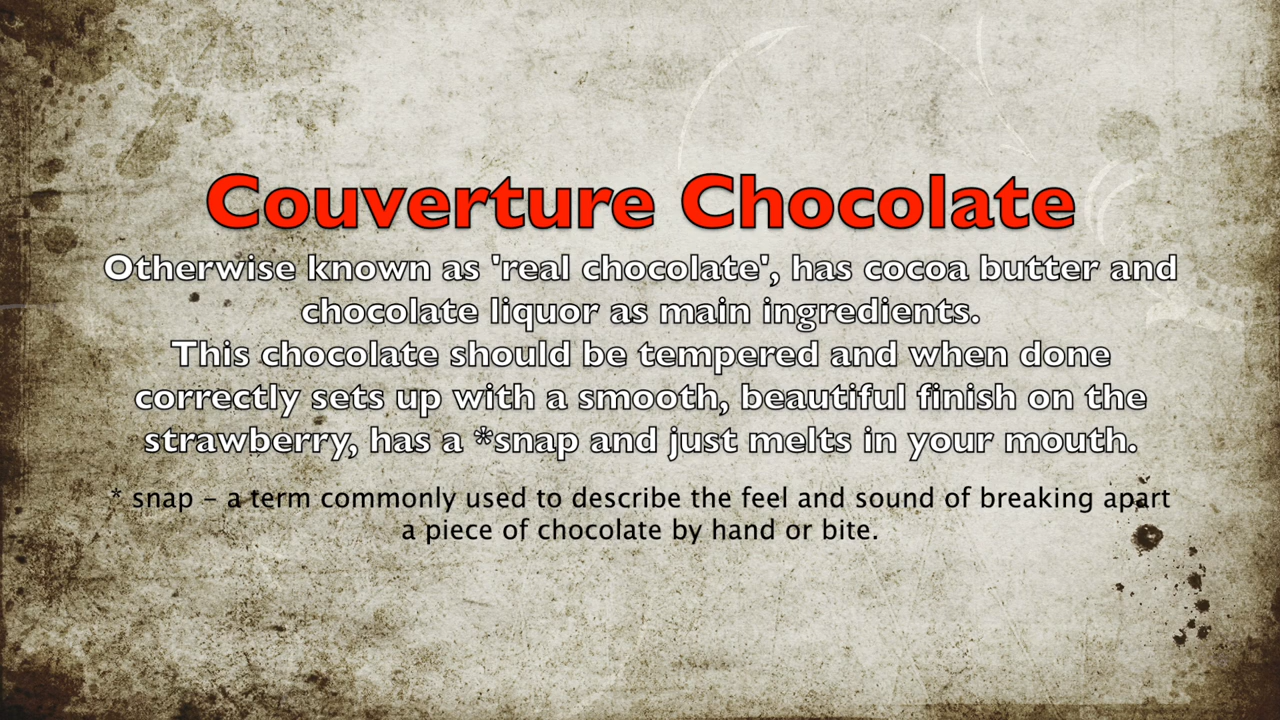 Couverture Chocolate
Otherwise known as 'real chocolate', has cocoa butter and
chocolate liquor as main ingredients.
This chocolate should be tempered and when done
correctly sets up with a smooth, beautiful finish on the
strawberry, has a *snap and just melts in your mouth.
* snap – a term commonly used to describe the feel and sound of breaking apart
a piece of chocolate by hand or bite.